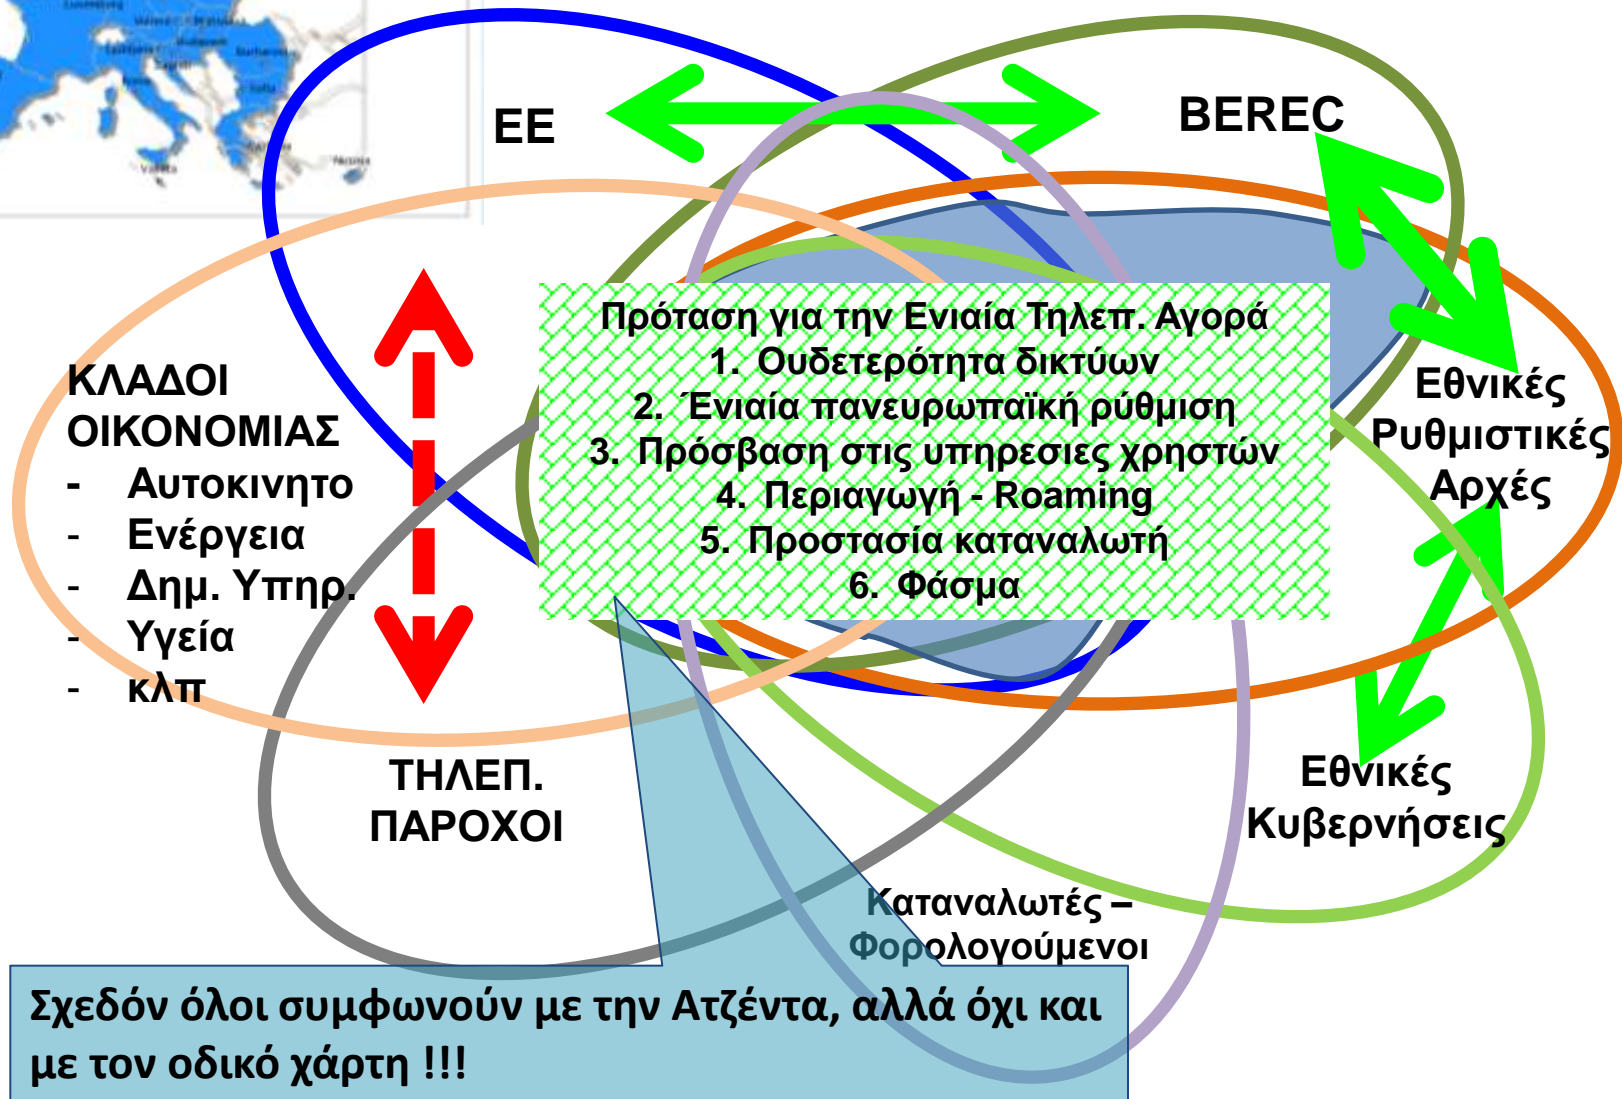 ΕΕ
BEREC
Πρόταση για την Ενιαία Τηλεπ. Αγορά
1. Ουδετερότητα δικτύων
2. Ένιαία πανευρωπαϊκή ρύθμιση
3. Πρόσβαση στις υπηρεσιες χρηστών
4. Περιαγωγή - Roaming
5. Προστασία καταναλωτή
6. Φάσμα
ΚΛΑΔΟΙ
ΟΙΚΟΝΟΜΙΑΣ
- Αυτοκινητο
- Ενέργεια
- Δημ. Υπηρ.
- Υγεία
- κλπ
Εθνικές
Ρυθμιστικές
Αρχές
ΤΗΛΕΠ.
ΠΑΡΟΧΟΙ
Εθνικές
Κυβερνήσεις
Καταναλωτές –
Φορολογούμενοι
Σχεδόν όλοι συμφωνούν με την Ατζέντα, αλλά όχι και
με τον οδικό χάρτη !!!